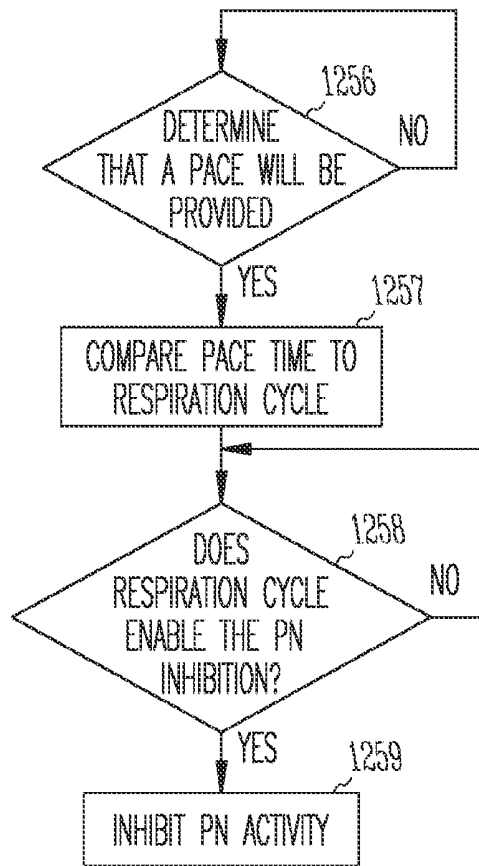 1256
DETERMINE
THAT A PACE WILL BE
PROVIDED
NO
YES
1257
COMPARE PACE TIME TO
RESPIRATION CYCLE
1258
DOES
RESPIRATION CYCLE
ENABLE THE PN
INHIBITION?
NO
YES
1259
INHIBIT PN ACTIVITY